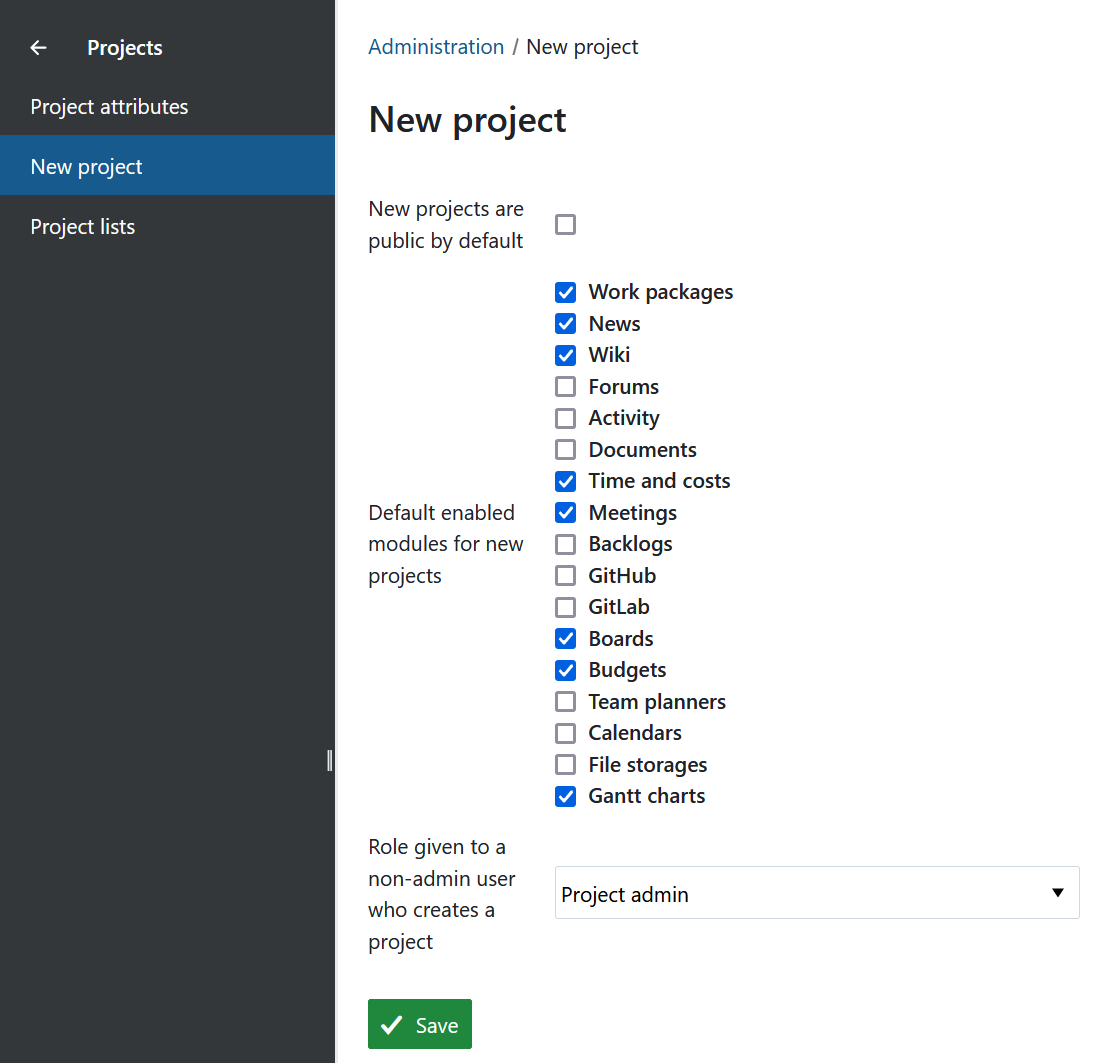 Projects
Project attributes
New project
Project lists
Administration / New project
New project
New projects are
public by default
Default enabled
modules for new
projects
Work packages
News
Wiki
Forums
Activity
Documents
Time and costs
Meetings
Backlogs
GitHub
GitLab
Boards
Budgets
Team planners
Calendars
File storages
Gantt charts
Role given to a
non-admin user
who creates a
project
Project admin
Save